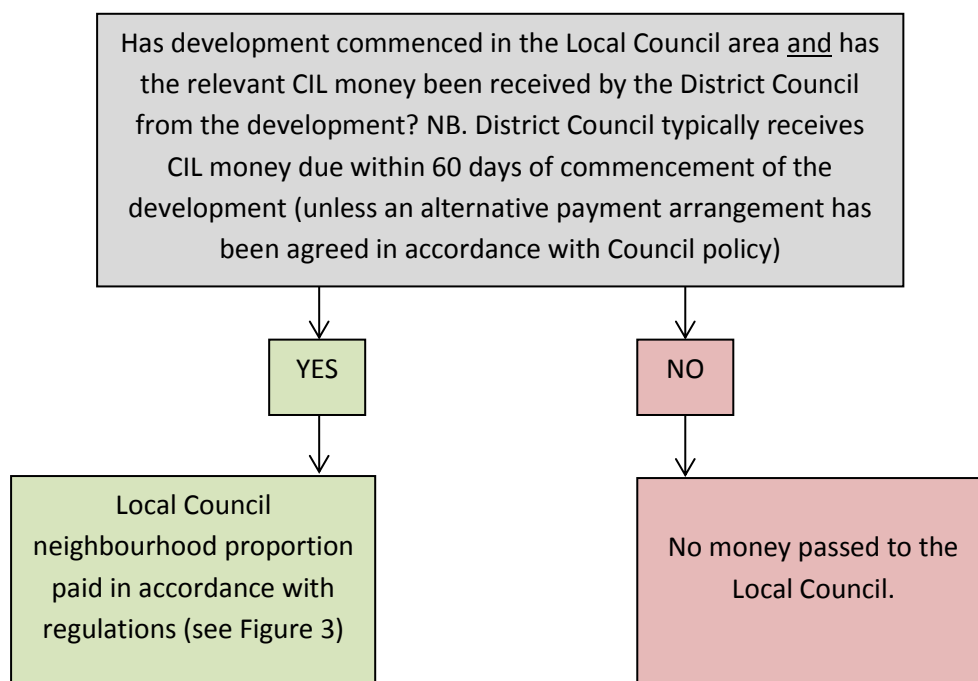 Has development commenced in the Local Council area and has
the relevant CIL money been received by the District Council
from the development? NB. District Council typically receives
CIL money due within 60 days of commencement of the
development (unless an alternative payment arrangement has
been agreed in accordance with Council policy)
YES
NO
Local Council
neighbourhood proportion
paid in accordance with
regulations (see Figure 3)
No money passed to the
Local Council.